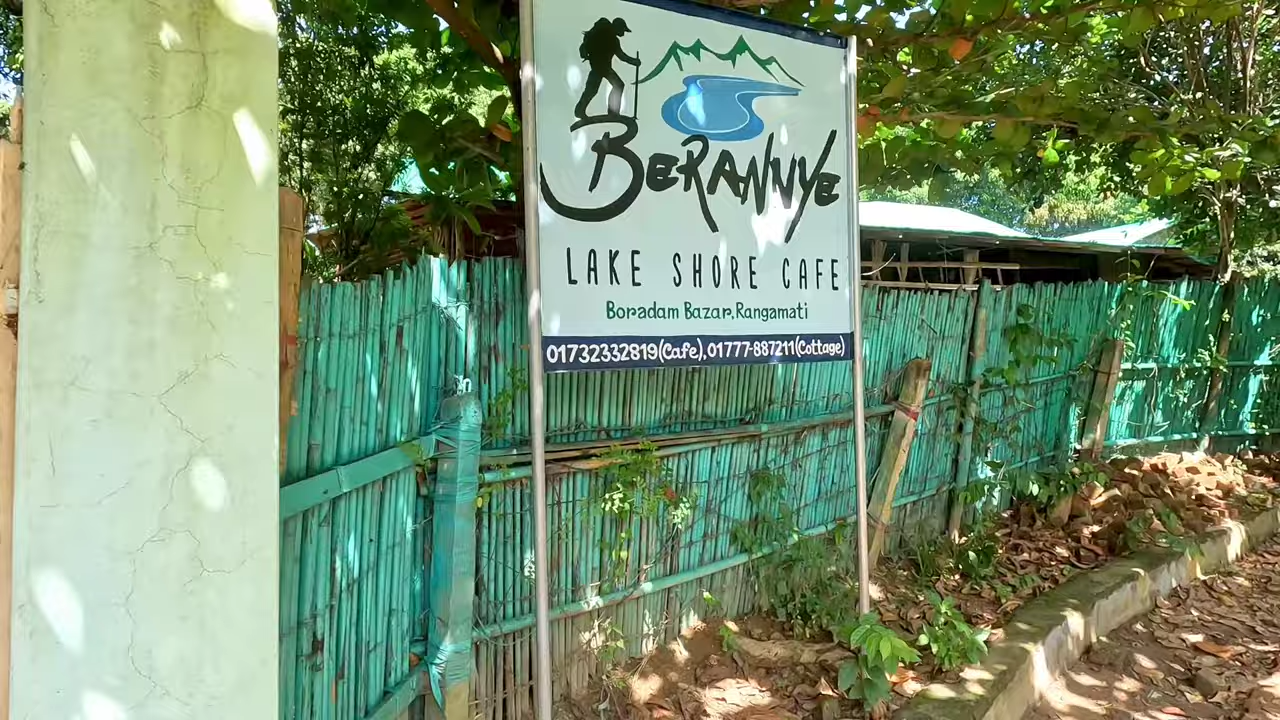 BERANNYE
LAKE SHORE CAFE
Boradam Bazar,Rangamati
01732332819(Cafe),01777-887211(Cottage)